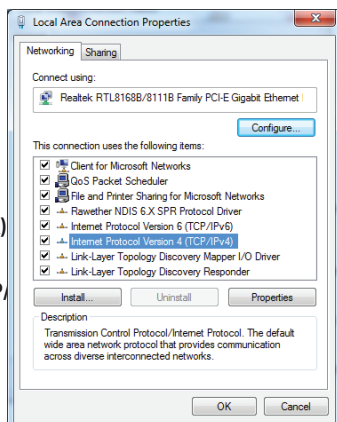 Local Area Connection Properties
Networking Sharing
Connect using:
Realtek RTL8168B/8111B Family PCI-E Gigabit Ethernet
Configure...
This connection uses the following items:
Client for Microsoft Networks
QoS Packet Scheduler
File and Printer Sharing for Microsoft Networks
Rawether NDIS 6.X SPR Protocol Driver
)
Internet Protocol Version 6 (TCP/IPv6)
Internet Protocol Version 4 (TCP/IPv4)
Link-Layer Topology Discovery Mapper I/O Driver
Link-Layer Topology Discovery Responder
/
Install... Uninstall Properties
Description
Transmission Control Protocol/Internet Protocol. The default
wide area network protocol that provides communication
across diverse interconnected networks.
OK Cancel